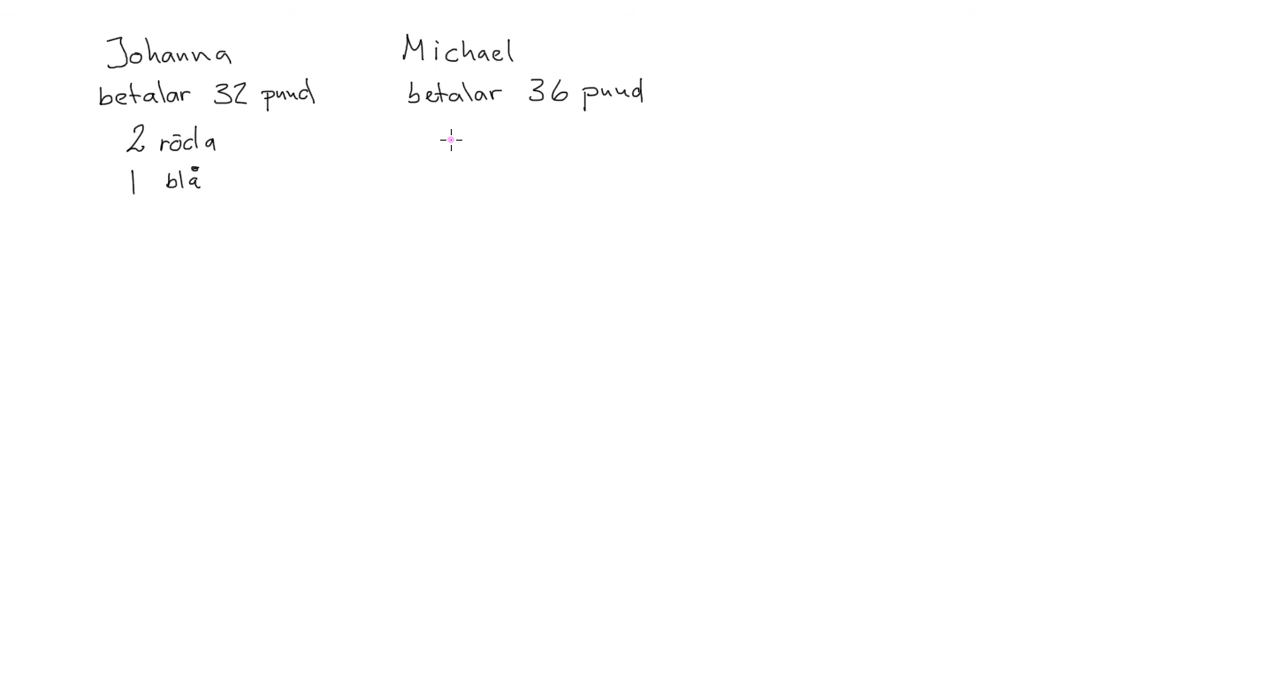 Johanna
betalar 32 pund
2 röda
1 blå
Michael
betalar 36 pund